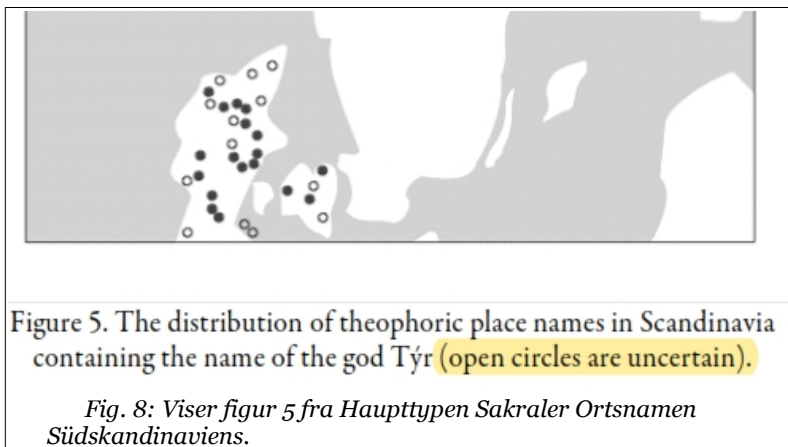 Figure 5. The distribution of theophoric place names in Scandinavia
containing the name of the god Týr (open circles are uncertain).
Fig. 8: Viser figur 5 fra Haupttypen Sakraler Ortsnamen
Südskandinaviens.